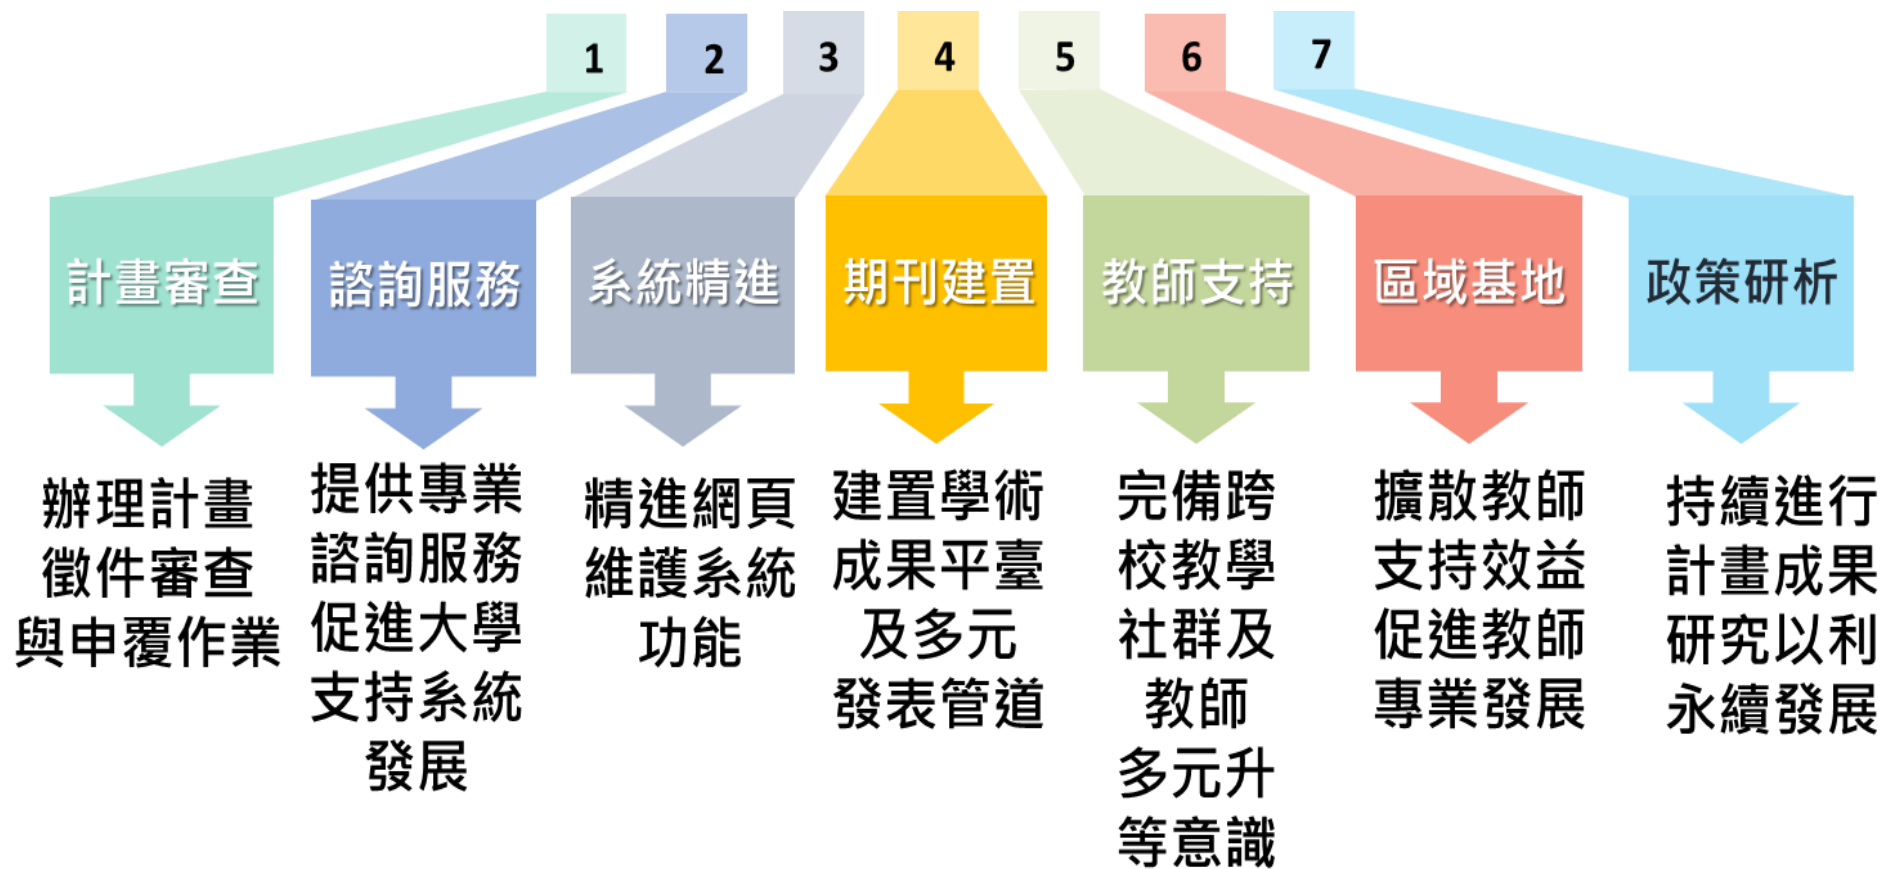 1
2
3
4
5
6
7
計畫審查
諮詢服務
系統精進
期刊建置
教師支持
區域基地
政策研析
辦理計畫
徵件審查
與申覆作業
提供專業
諮詢服務
促進大學
支持系統
發展
精進網頁
維護系統
功能
建置學術
成果平臺
及多元
發表管道
完備跨
校教學
社群及
教師
多元升
等意識
擴散教師
支持效益
促進教師
專業發展
持續進行
計畫成果
研究以利
永續發展